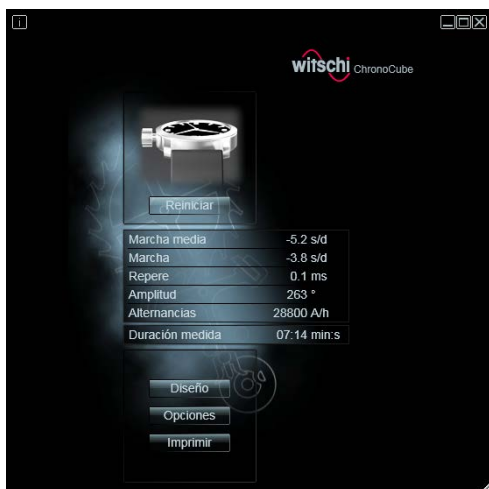 i
witschi ChronoCube
Reiniciar
Marcha media -5.2 s/d
Marcha -3.8 s/d
Repere 0.1 ms
Amplitud 263 °
Alternancias 28800 A/h
Duración medida 07:14 min:s
Diseño
Opciones
Imprimir